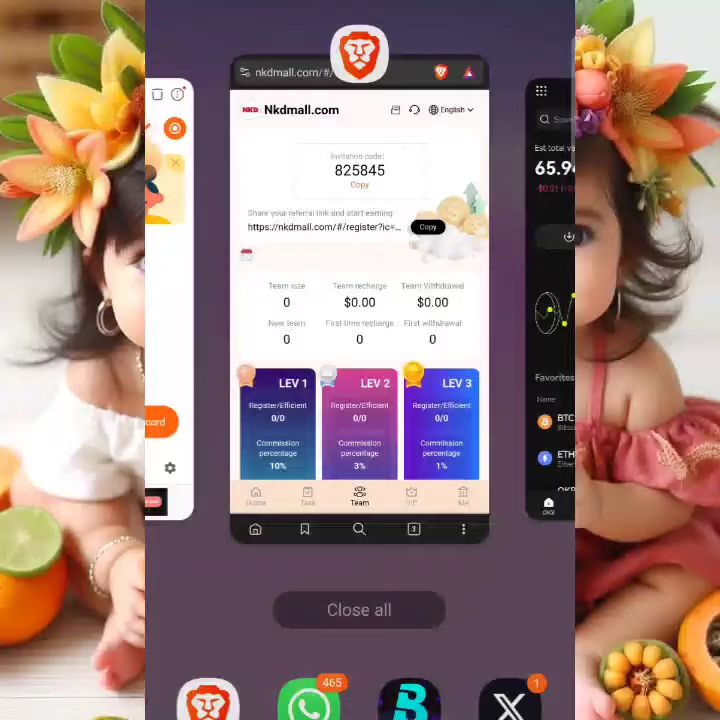 nkdmall.com/#/
NKD Nkdmall.com
English
Invitation code:
825845
Copy
Share your referral link and start earning
https://nkdmall.com/#/register?ic=...
Copy
Team size
Team recharge
Team Withdrawal
0
$0.00
$0.00
New team
First time recharge
First withdrawal
0
0
0
LEV 1
LEV 2
LEV 3
Register/Efficient
Register/Efficient
Register/Efficient
0/0
0/0
0/0
Commission
percentage
Commission
percentage
Commission
percentage
10%
3%
1%
Home
Task
Team
VIP
Me
3
Est total va
65.9
Favorites
Name
BTC
ETH
OKX
Close all
465
1